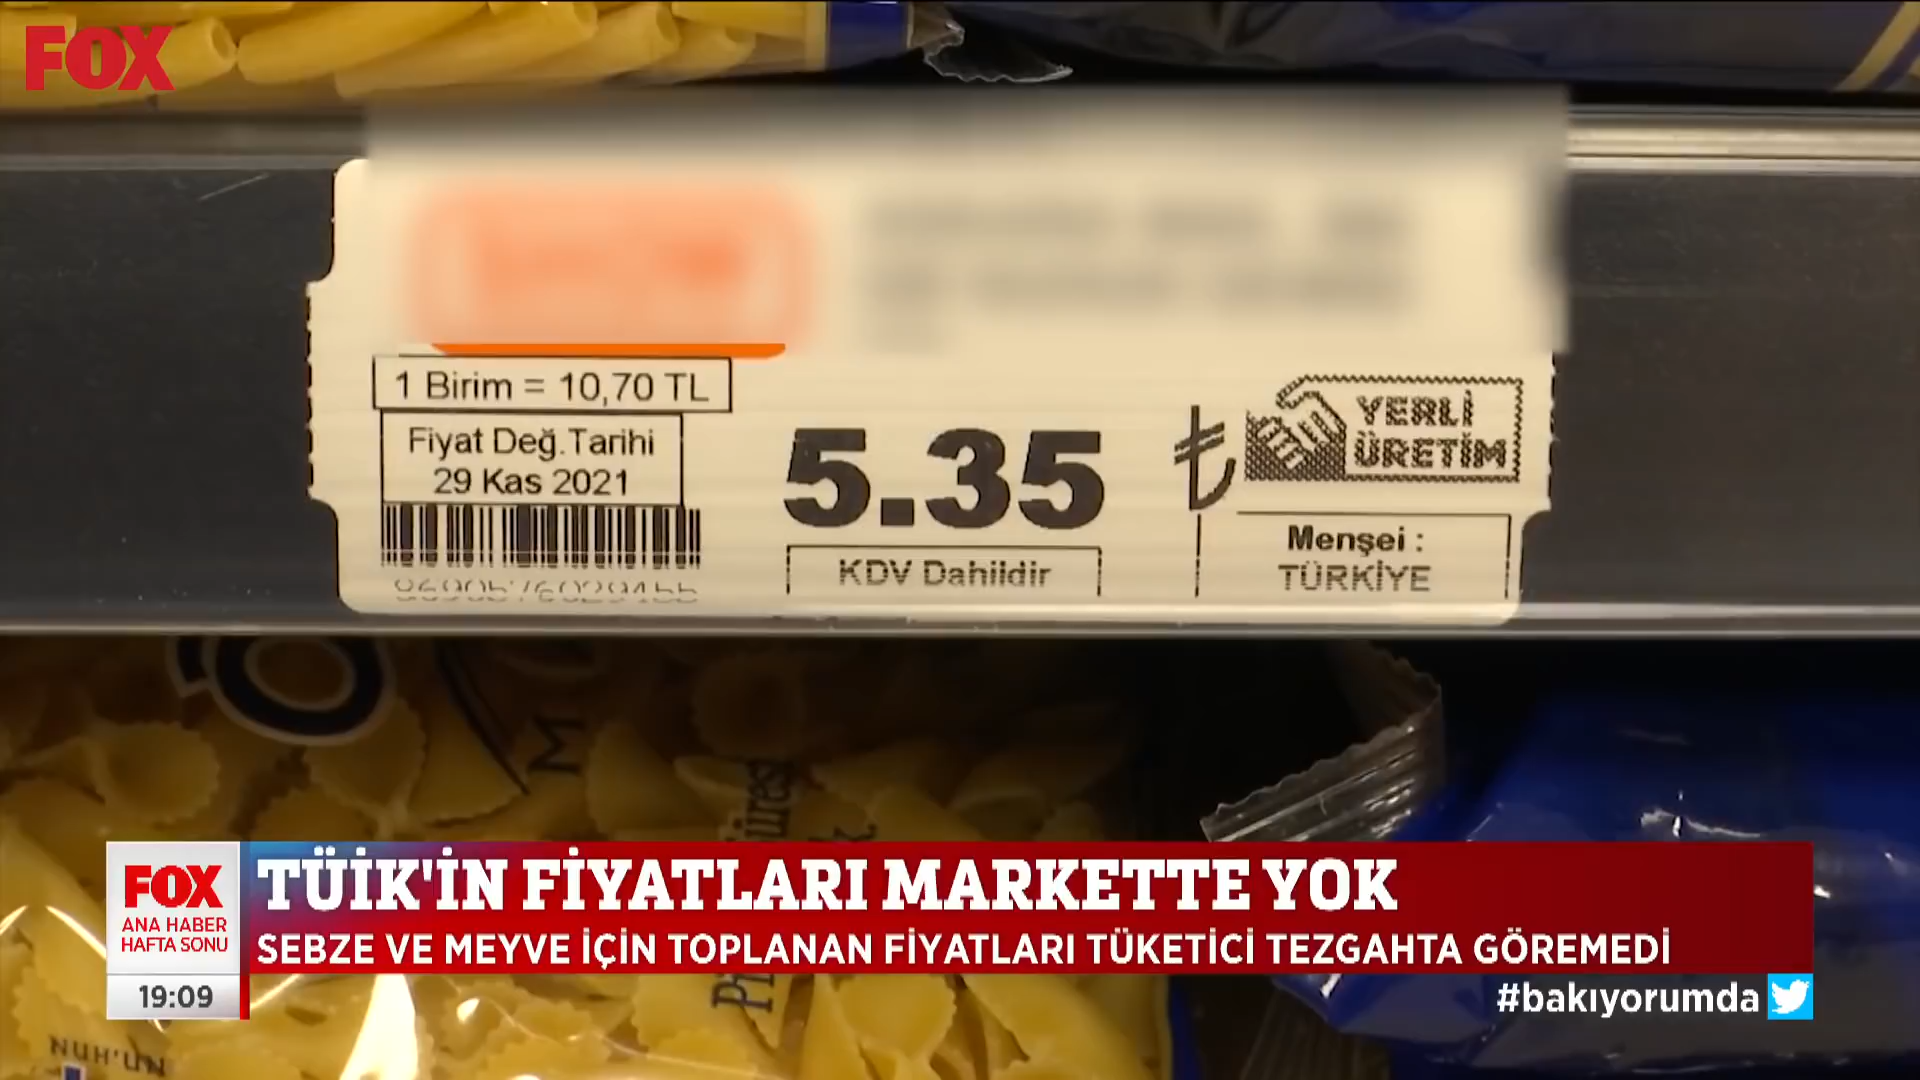 FOX
1 Birim = 10,70 TL
Fiyat Değ.Tarihi
29 Kas 2021
5.35 ₺
KDV Dahildir
YERLİ
ÜRETİM
Menşei :
TÜRKİYE
FOX
ANA HABER
HAFTA SONU
19:09
TÜİK'İN FİYATLARI MARKETTE YOK
SEBZE VE MEYVE İÇİN TOPLANAN FİYATLARI TÜKETİCİ TEZGAHTA GÖREMEDİ
#bakıyorumda